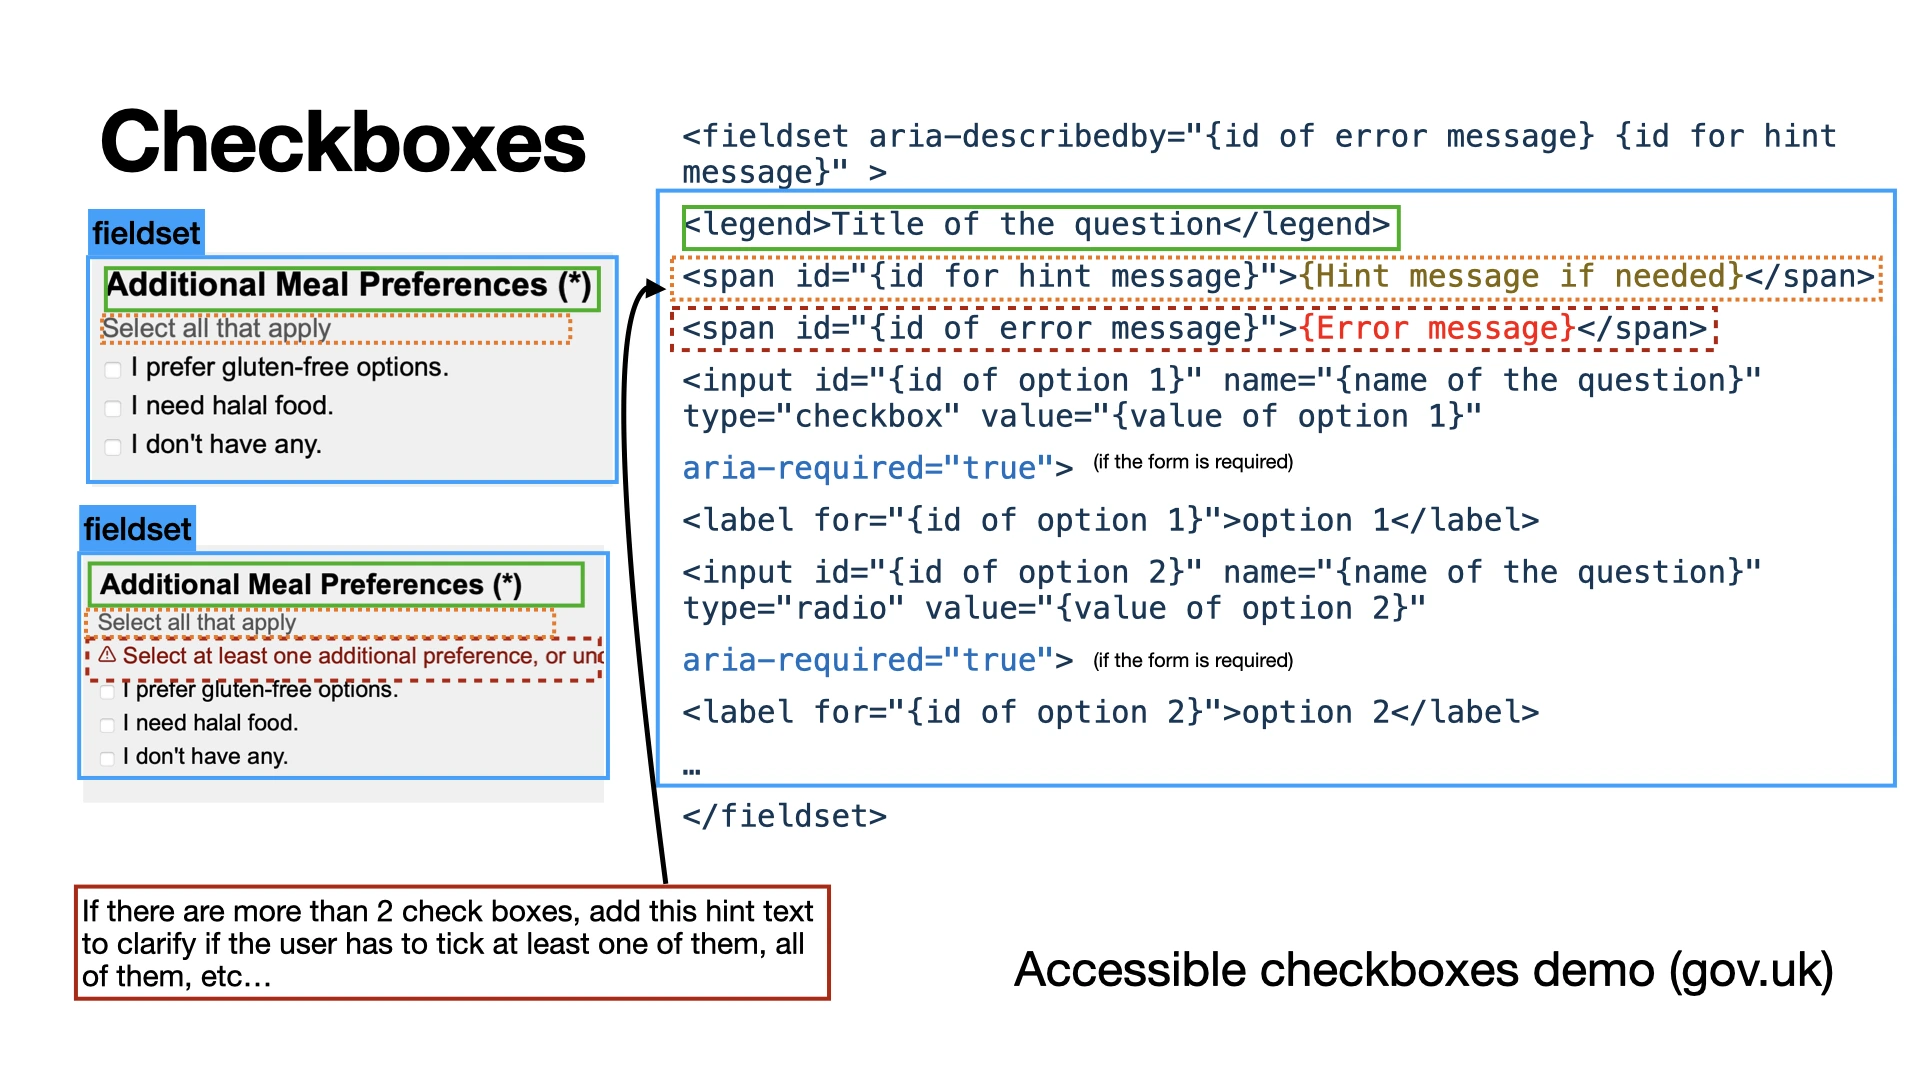 Checkboxes
fieldset
Additional Meal Preferences (*)
Select all that apply
I prefer gluten-free options.
I need halal food.
I don't have any.
fieldset
Additional Meal Preferences (*)
Select all that apply
⚠ Select at least one additional preference, or
I prefer gluten-free options.
I need halal food.
I don't have any.
If there are more than 2 check boxes, add this hint text
to clarify if the user has to tick at least one of them, all
of them, etc…
<fieldset aria-describedby="{id of error message} {id for hint
message}" >
<legend>Title of the question</legend>
<span id="{id for hint message}">{Hint message if needed}</span>
<span id="{id of error message}">{Error message}</span>
<input id="{id of option 1}" name="{name of the question}"
type="checkbox" value="{value of option 1}"
aria-required="true"> (if the form is required)
<label for="{id of option 1}">option 1</label>
<input id="{id of option 2}" name="{name of the question}"
type="radio" value="{value of option 2}"
aria-required="true"> (if the form is required)
<label for="{id of option 2}">option 2</label>
…
</fieldset>
Accessible checkboxes demo (gov.uk)